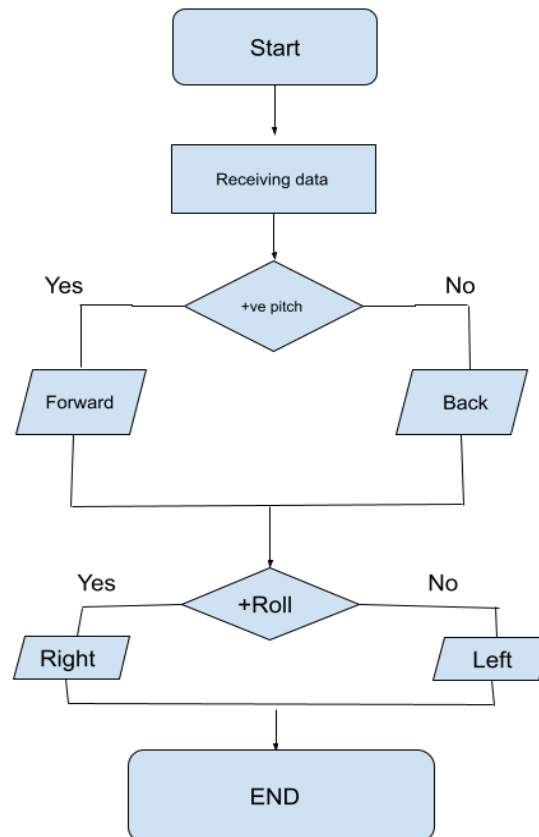 Start
Receiving data
Yes
No
+ve pitch
Forward
Back
Yes
No
+Roll
Right
Left
END